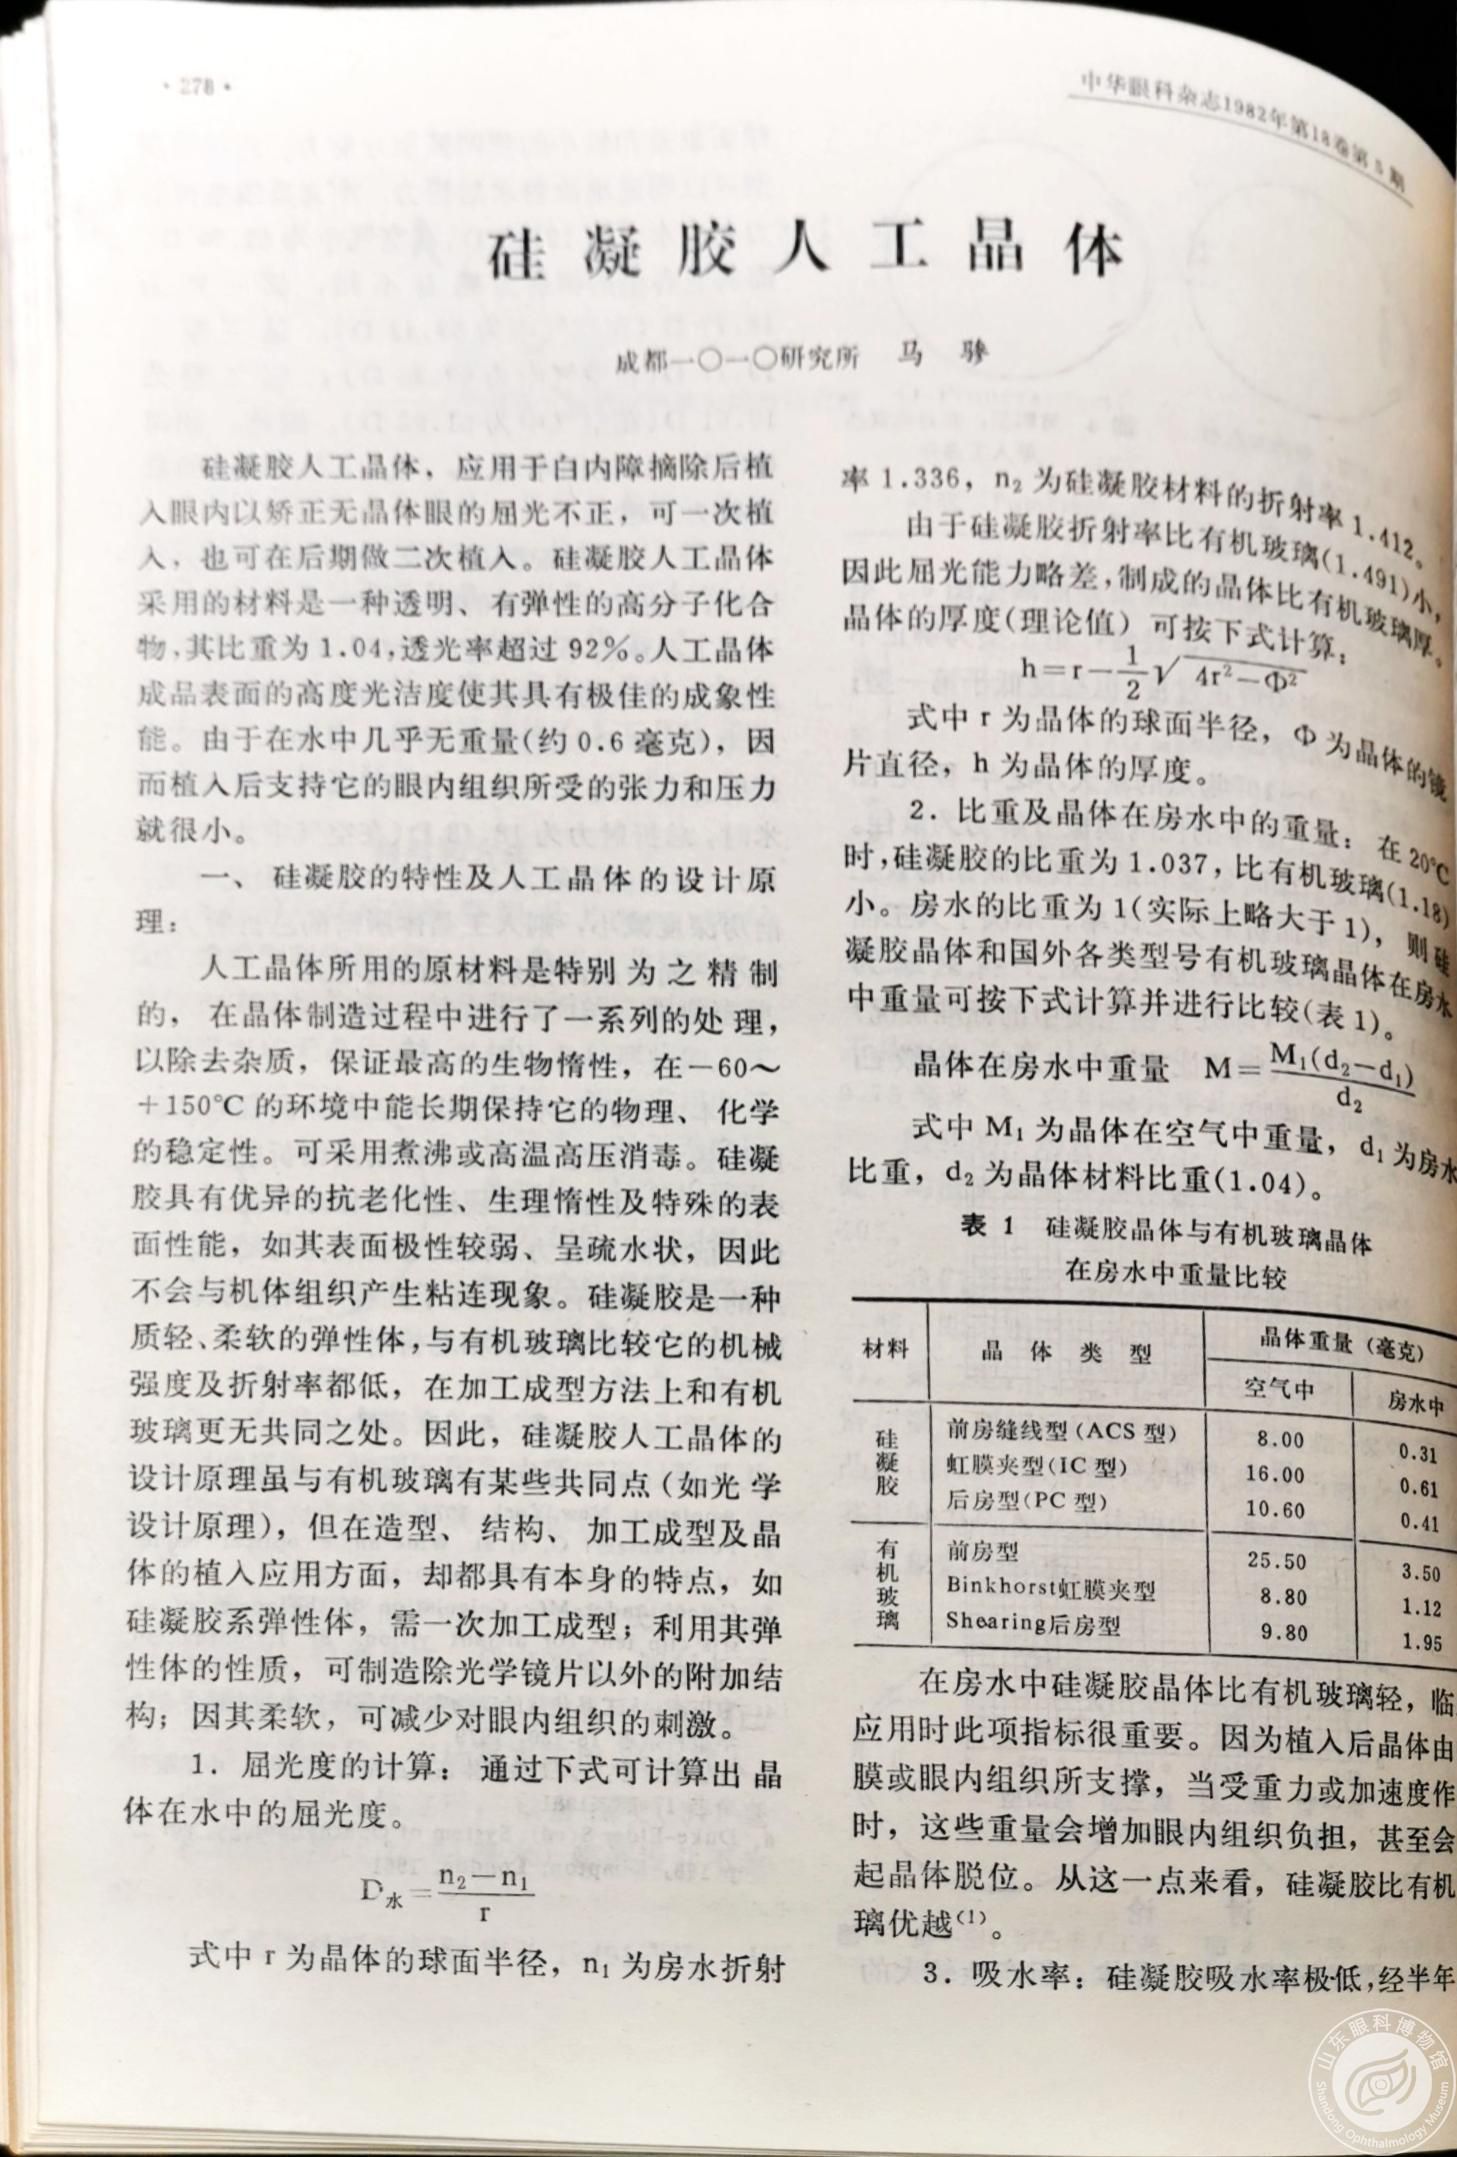 ·278·
中华眼科杂志1982年第18卷第5期
硅凝胶人工晶体
成都一〇一〇研究所 马骖
硅凝胶人工晶体，应用于白内障摘除后植
入眼内以矫正无晶体眼的屈光不正，可一次植
入，也可在后期做二次植入。硅凝胶人工晶体
采用的材料是一种透明、有弹性的高分子化合
物，其比重为1.04，透光率超过92%。人工晶体
成品表面的高度光洁度使其具有极佳的成象性
能。由于在水中几乎无重量(约0.6毫克)，因
而植入后支持它的眼内组织所受的张力和压力
就很小。
一、硅凝胶的特性及人工晶体的设计原
理：
人工晶体所用的原材料是特别为之精制
的，在晶体制造过程中进行了一系列的处理，
以除去杂质，保证最高的生物惰性，在－60～
＋150℃的环境中能长期保持它的物理、化学
的稳定性。可采用煮沸或高温高压消毒。硅凝
胶具有优异的抗老化性、生理惰性及特殊的表
面性能，如其表面极性较弱、呈疏水状，因此
不会与机体组织产生粘连现象。硅凝胶是一种
质轻、柔软的弹性体，与有机玻璃比较它的机械
强度及折射率都低，在加工成型方法上和有机
玻璃更无共同之处。因此，硅凝胶人工晶体的
设计原理虽与有机玻璃有某些共同点(如光学
设计原理)，但在造型、结构、加工成型及晶
体的植入应用方面，却都具有本身的特点，如
硅凝胶系弹性体，需一次加工成型；利用其弹
性体的性质，可制造除光学镜片以外的附加结
构；因其柔软，可减少对眼内组织的刺激。
1．屈光度的计算：通过下式可计算出晶
体在水中的屈光度。
D水＝(n₂－n₁)/r
式中r为晶体的球面半径，n₁为房水折射
率1.336，n₂为硅凝胶材料的折射率1.412。
由于硅凝胶折射率比有机玻璃(1.491)小，
因此屈光能力略差，制成的晶体比有机玻璃厚。
晶体的厚度(理论值)可按下式计算：
h＝r－1/2√(4r²－Φ²)
式中r为晶体的球面半径，Φ为晶体的镜
片直径，h为晶体的厚度。
2．比重及晶体在房水中的重量：在20℃
时，硅凝胶的比重为1.037，比有机玻璃(1.18)
小。房水的比重为1(实际上略大于1)，则硅
凝胶晶体和国外各类型号有机玻璃晶体在房水
中重量可按下式计算并进行比较(表1)。
晶体在房水中重量 M＝M₁(d₂－d₁)/d₂
式中M₁为晶体在空气中重量，d₁为房水
比重，d₂为晶体材料比重(1.04)。
表1 硅凝胶晶体与有机玻璃晶体
在房水中重量比较
材料 晶体类型 晶体重量(毫克)
空气中 房水中
硅凝胶 前房缝线型(ACS型) 8.00 0.31
虹膜夹型(IC型) 16.00 0.61
后房型(PC型) 10.60 0.41
有机玻璃 前房型 25.50 3.50
Binkhorst虹膜夹型 8.80 1.12
Shearing后房型 9.80 1.95
在房水中硅凝胶晶体比有机玻璃轻，临
应用时此项指标很重要。因为植入后晶体由
膜或眼内组织所支撑，当受重力或加速度作
时，这些重量会增加眼内组织负担，甚至会
起晶体脱位。从这一点来看，硅凝胶比有机
璃优越⁽¹⁾。
3．吸水率：硅凝胶吸水率极低，经半年
山东眼科博物馆
Shandong Ophthalmology Museum